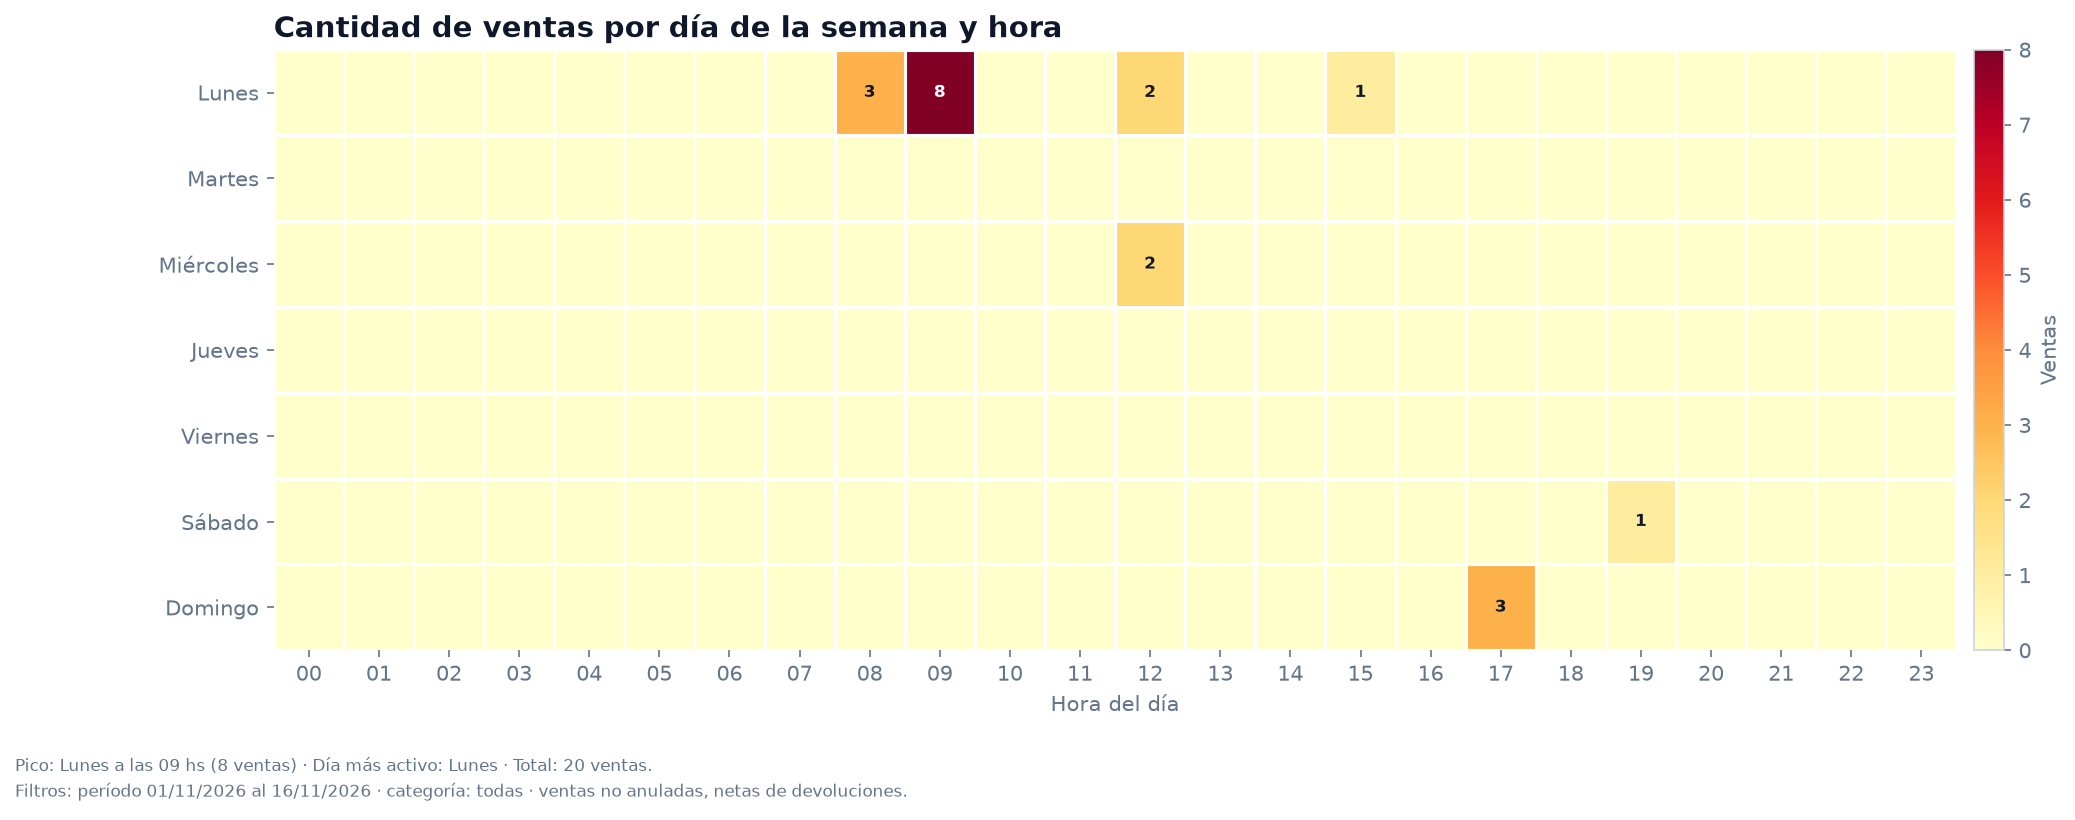 Cantidad de ventas por día de la semana y hora
Lunes
3 8 2 1
Martes
Miércoles
2
Jueves
Viernes
Sábado
1
Domingo
3
00 01 02 03 04 05 06 07 08 09 10 11 12 13 14 15 16 17 18 19 20 21 22 23
Hora del día
8
7
6
5
4
3
2
1
0
Ventas
Pico: Lunes a las 09 hs (8 ventas) · Día más activo: Lunes · Total: 20 ventas.
Filtros: período 01/11/2026 al 16/11/2026 · categoría: todas · ventas no anuladas, netas de devoluciones.